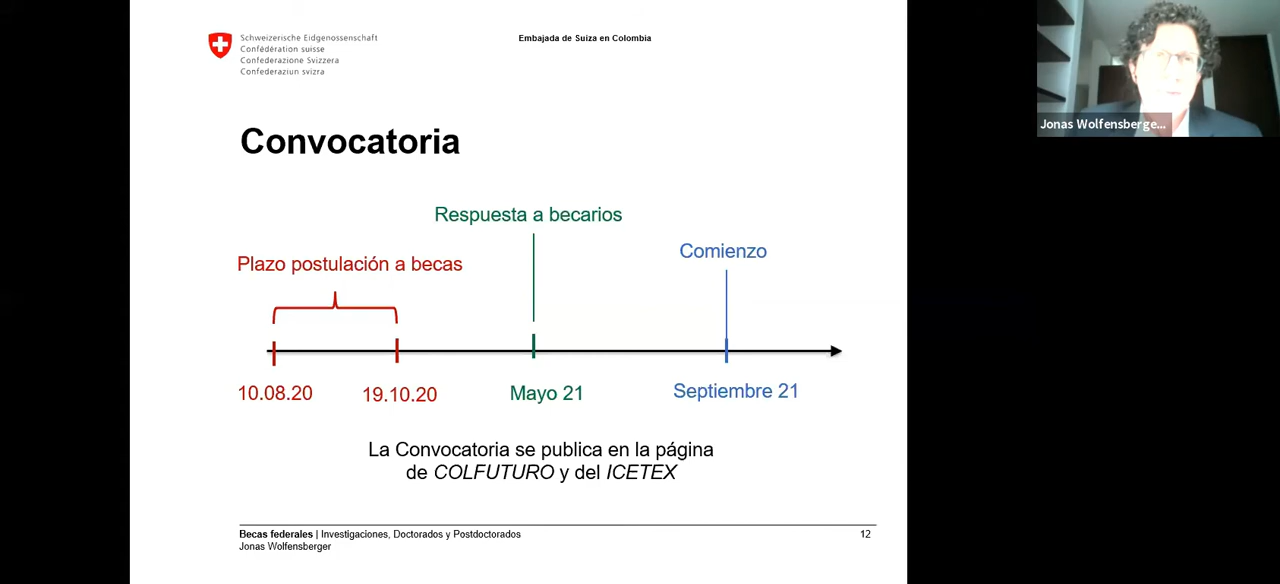 Schweizerische Eidgenossenschaft
Confédération suisse
Confederazione Svizzera
Confederaziun svizra
Embajada de Suiza en Colombia
Jonas Wolfensberge...
Convocatoria
Respuesta a becarios
Comienzo
Plazo postulación a becas
10.08.20
19.10.20
Mayo 21
Septiembre 21
La Convocatoria se publica en la página
de COLFUTURO y del ICETEX
Becas federales | Investigaciones, Doctorados y Postdoctorados
Jonas Wolfensberger
12